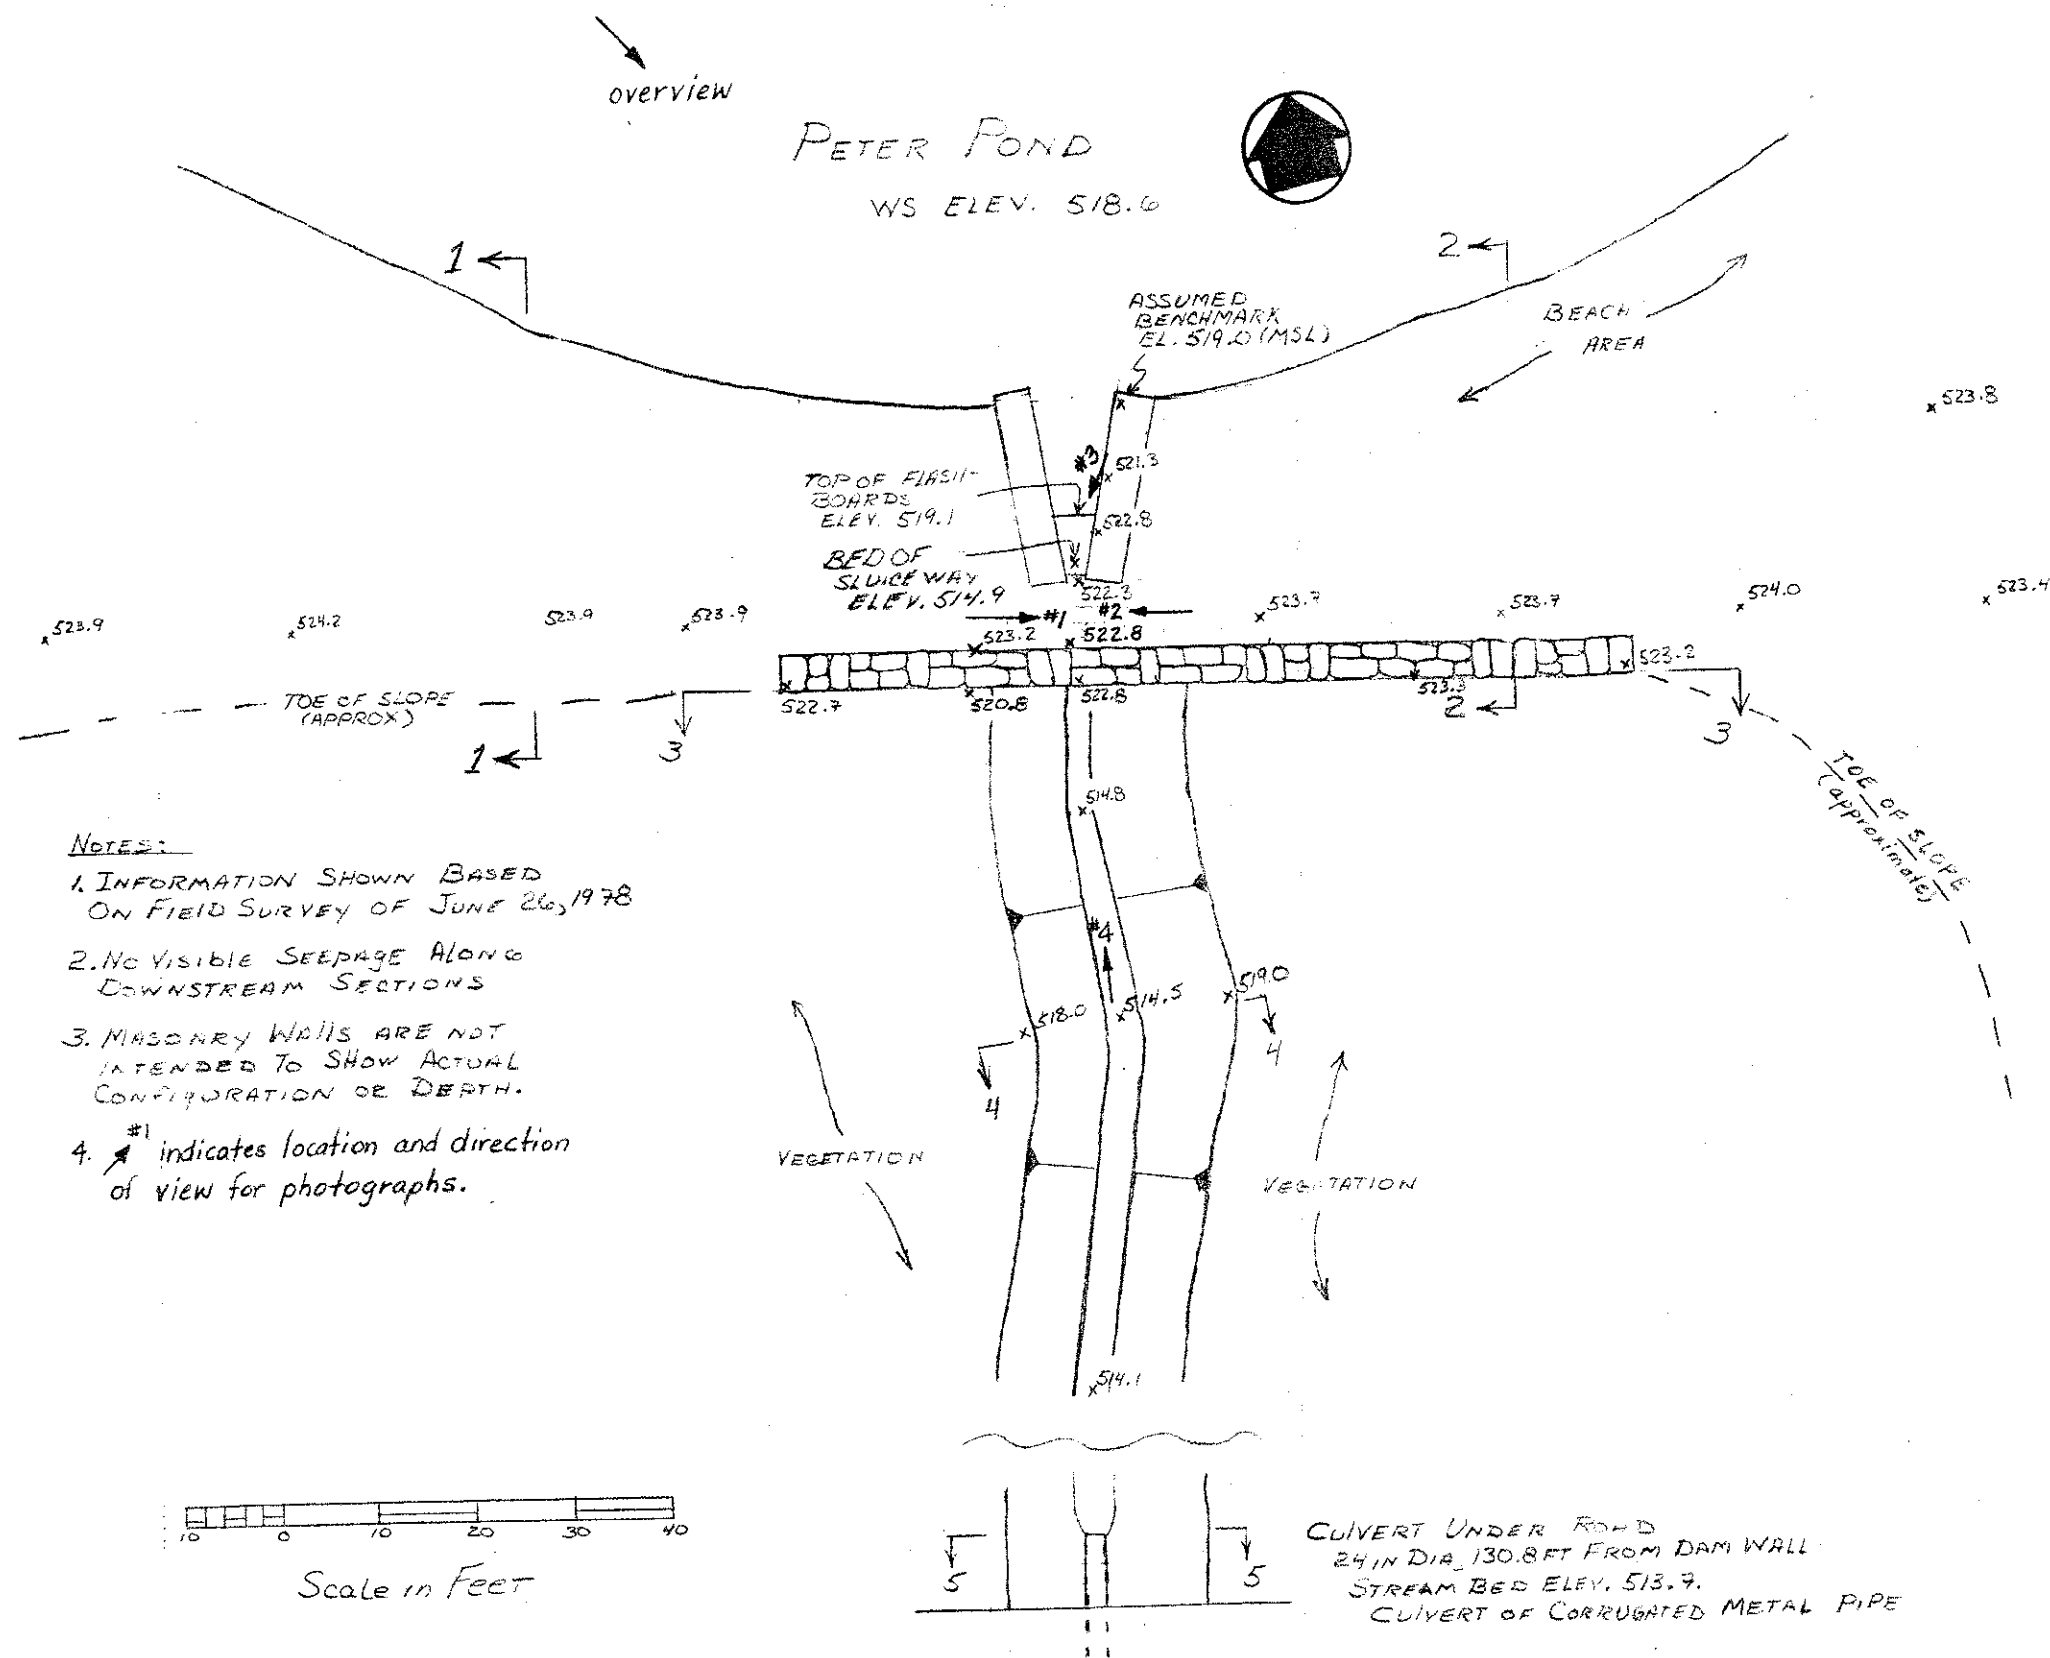 overview
PETER POND
WS ELEV. 518.6
1
2
ASSUMED
BENCHMARK
EL. 519.0 (MSL)
BEACH
AREA
523.8
#3
521.3
TOP OF FLASH-
BOARDS
ELEV. 519.1
522.8
BED OF
SLUICEWAY
ELEV. 514.9
522.3
523.9
524.2
523.9
523.9
#1
#2
523.7
523.7
524.0
523.4
523.2
522.8
523.2
TOE OF SLOPE
(APPROX)
522.7
520.8
522.8
523.3
2
1
3
3
TOE OF SLOPE
(approximate)
514.8
NOTES:
1. INFORMATION SHOWN BASED
ON FIELD SURVEY OF JUNE 26, 1978
2. NO VISIBLE SEEPAGE ALONG
DOWNSTREAM SECTIONS
3. MASONRY WALLS ARE NOT
INTENDED TO SHOW ACTUAL
CONFIGURATION OR DEPTH.
4. #1 indicates location and direction
of view for photographs.
#4
519.0
514.5
518.0
4
4
VEGETATION
VEGETATION
514.1
10 0 10 20 30 40
Scale in FEET
5
5
CULVERT UNDER ROAD
24 IN DIA. 130.8 FT FROM DAM WALL
STREAM BED ELEV. 513.7.
CULVERT OF CORRUGATED METAL PIPE